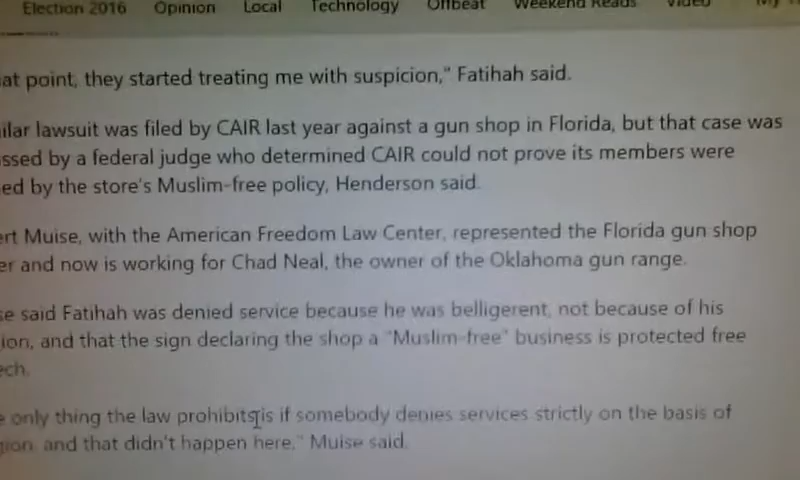 Election 2016 Opinion Local Technology Offbeat Weekend Reads Video My
at point, they started treating me with suspicion," Fatihah said.
ilar lawsuit was filed by CAIR last year against a gun shop in Florida, but that case was
ssed by a federal judge who determined CAIR could not prove its members were
ed by the store's Muslim-free policy, Henderson said.
ert Muise, with the American Freedom Law Center, represented the Florida gun shop
er and now is working for Chad Neal, the owner of the Oklahoma gun range.
se said Fatihah was denied service because he was belligerent, not because of his
ion, and that the sign declaring the shop a "Muslim-free" business is protected free
ech.
e only thing the law prohibits is if somebody denies services strictly on the basis of
gion, and that didn't happen here," Muise said.